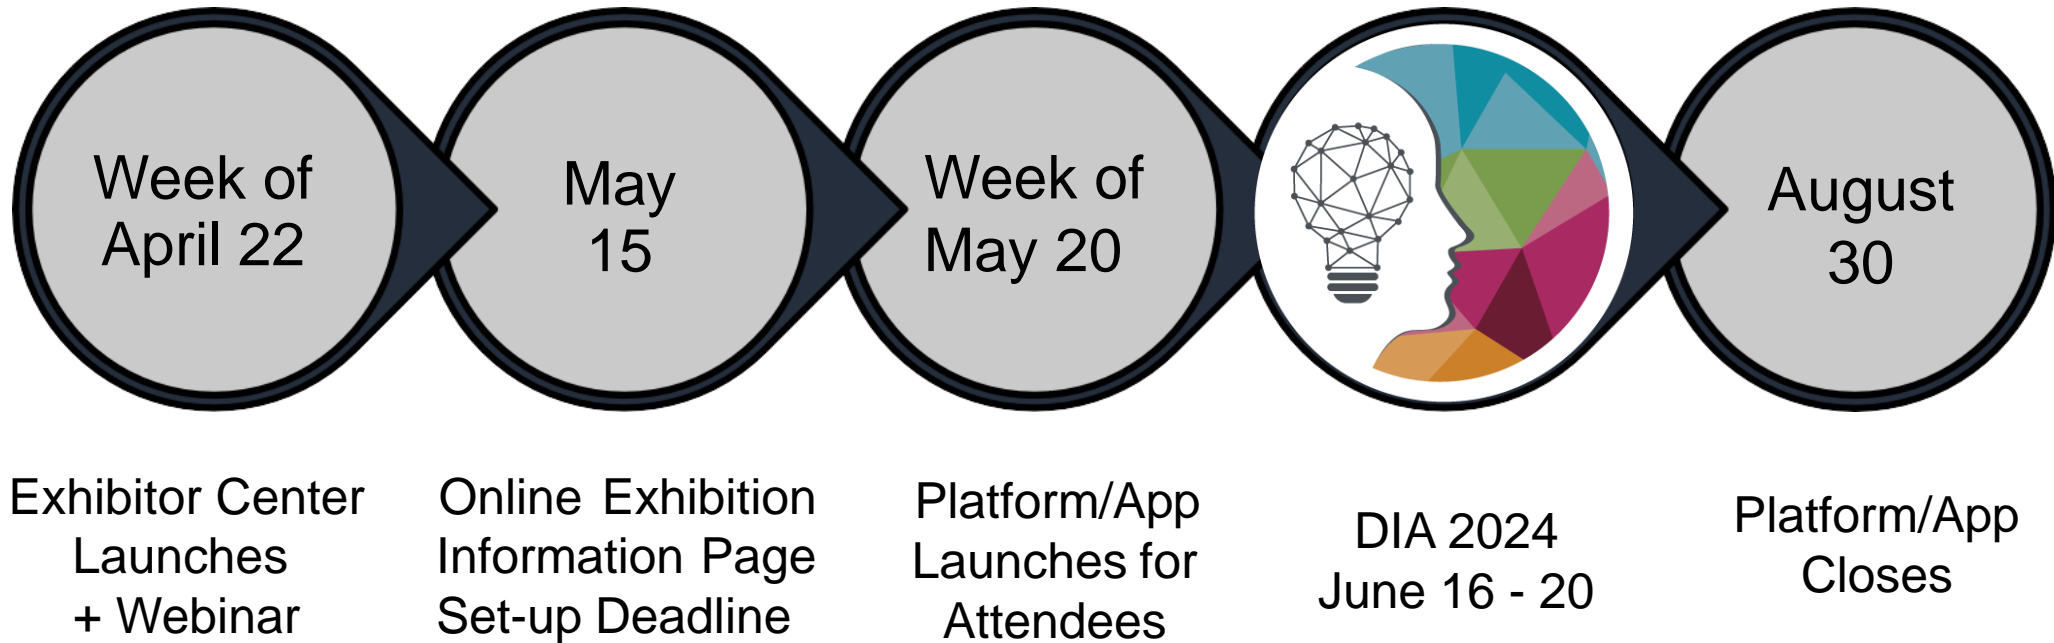 Week of
April 22
May
15
Week of
May 20
August
30
Exhibitor Center
Launches
+ Webinar
Online Exhibition
Information Page
Set-up Deadline
Platform/App
Launches for
Attendees
DIA 2024
June 16 - 20
Platform/App
Closes